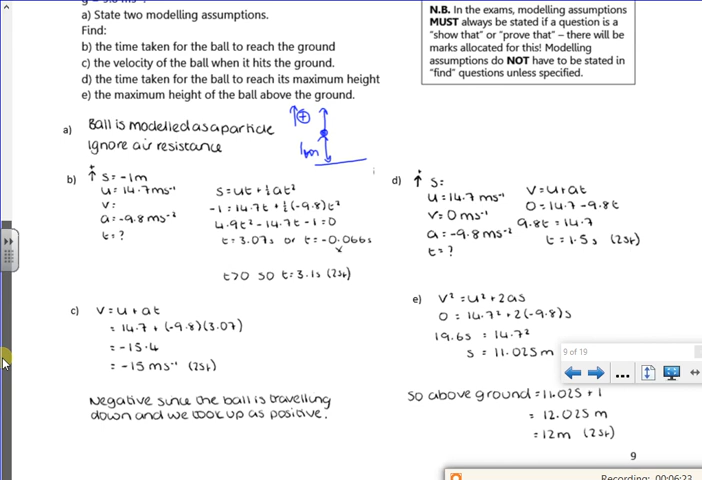 a) State two modelling assumptions.
Find:
b) the time taken for the ball to reach the ground
c) the velocity of the ball when it hits the ground.
d) the time taken for the ball to reach its maximum height
e) the maximum height of the ball above the ground.
N.B. In the exams, modelling assumptions
MUST always be stated if a question is a
"show that" or "prove that" – there will be
marks allocated for this! Modelling
assumptions do NOT have to be stated in
"find" questions unless specified.
a) Ball is modelled as a particle
Ignore air resistance
+
1m
b) + s = -1m
u = 14.7ms⁻¹
v =
a = -9.8ms⁻²
t = ?
s = ut + ½at²
-1 = 14.7t + ½(-9.8)t²
4.9t² - 14.7t - 1 = 0
t = 3.07s or t = -0.066s
x
t>0 so t = 3.1s (2sf)
c) v = u + at
= 14.7 + (-9.8)(3.07)
= -15.4
= -15 ms⁻¹ (2sf)
Negative since the ball is travelling
down and we took up as positive.
d) + s =
u = 14.7 ms⁻¹
v = 0 ms⁻¹
a = -9.8 ms⁻²
t = ?
v = u + at
0 = 14.7 - 9.8t
9.8t = 14.7
t = 1.5s (2sf)
e) v² = u² + 2as
0 = 14.7² + 2(-9.8)s
19.6s = 14.7²
s = 11.025m
9 of 19
...
so above ground = 11.025 + 1
= 12.025 m
= 12m (2sf)
9
Recording: 00:06:23